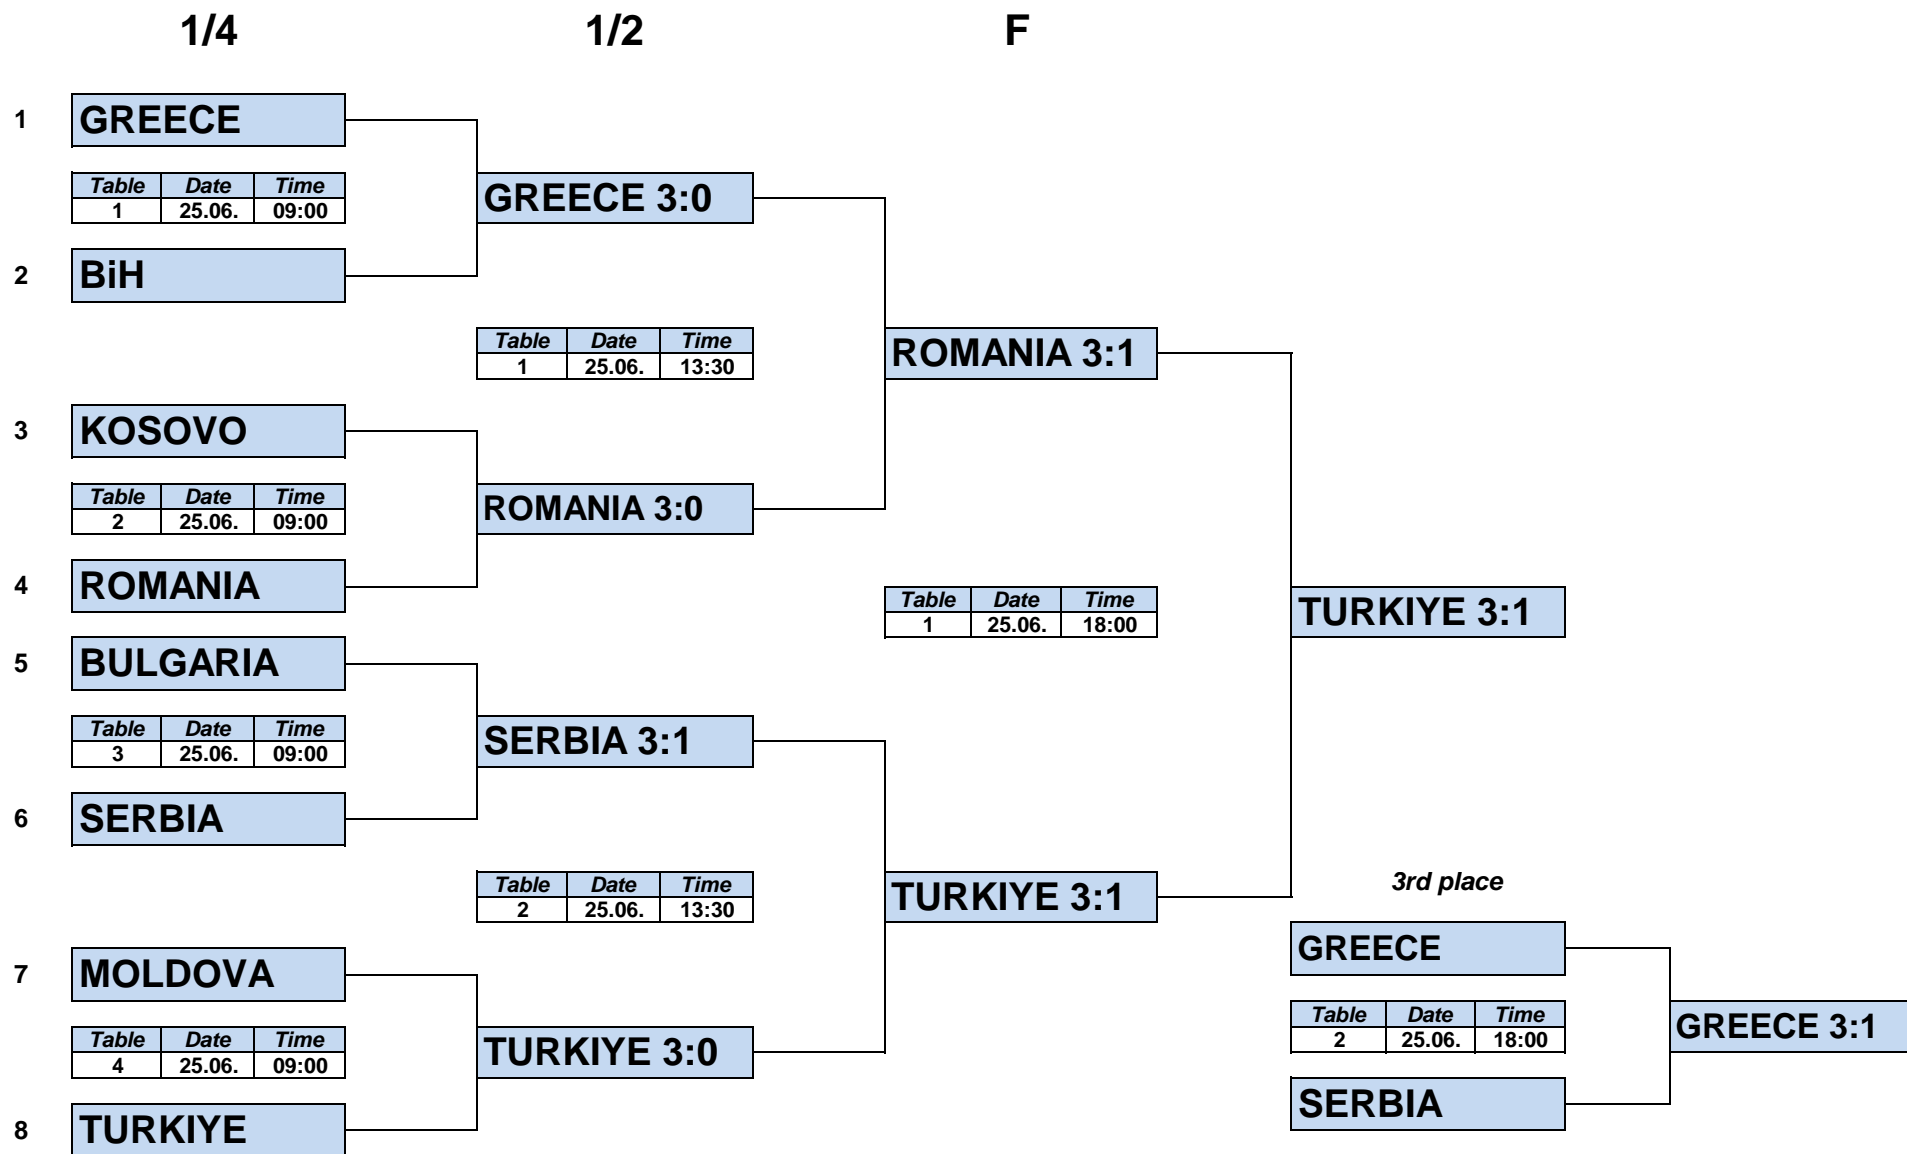 1/4 1/2 F
1 GREECE
Table Date Time
1 25.06. 09:00
GREECE 3:0
2 BiH
Table Date Time
1 25.06. 13:30
ROMANIA 3:1
3 KOSOVO
Table Date Time
2 25.06. 09:00
ROMANIA 3:0
4 ROMANIA
Table Date Time
1 25.06. 18:00
TURKIYE 3:1
5 BULGARIA
Table Date Time
3 25.06. 09:00
SERBIA 3:1
6 SERBIA
Table Date Time
2 25.06. 13:30
TURKIYE 3:1
3rd place
GREECE
7 MOLDOVA
Table Date Time
4 25.06. 09:00
TURKIYE 3:0
Table Date Time
2 25.06. 18:00
GREECE 3:1
SERBIA
8 TURKIYE